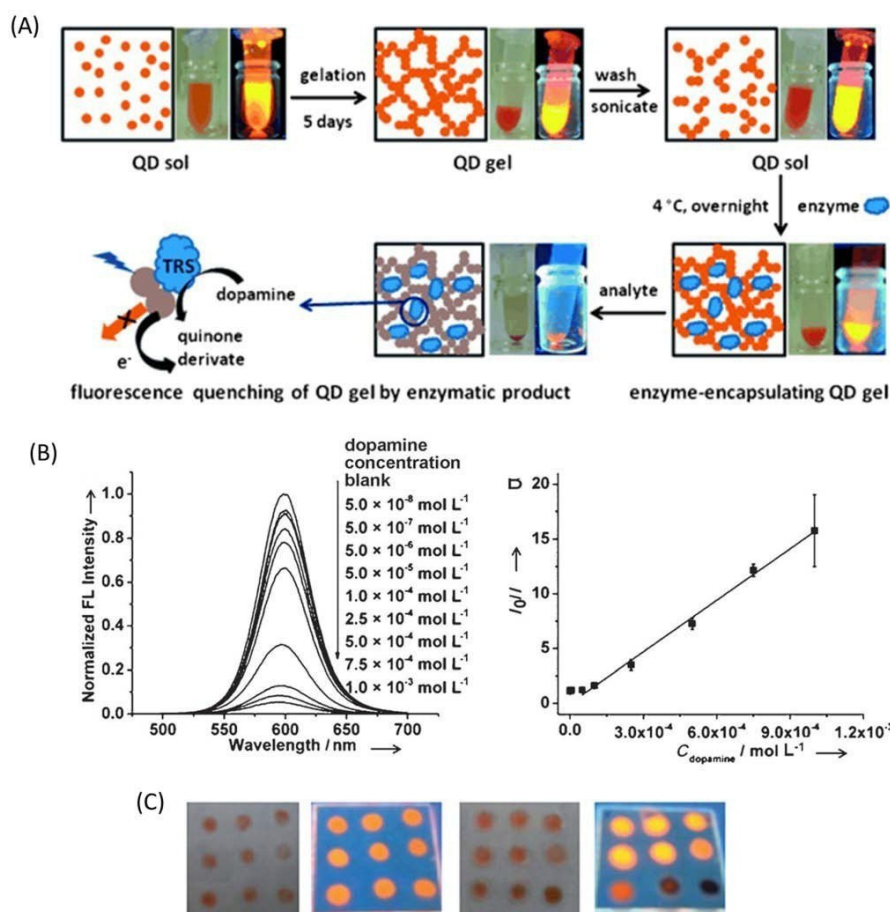 (A)
gelation
5 days
wash
sonicate
QD sol
QD gel
QD sol
4 °C, overnight
enzyme
TRS
dopamine
quinone
derivate
e-
analyte
fluorescence quenching of QD gel by enzymatic product
enzyme-encapsulating QD gel
(B)
dopamine
concentration
blank
5.0 × 10⁻⁸ mol L⁻¹
5.0 × 10⁻⁷ mol L⁻¹
5.0 × 10⁻⁶ mol L⁻¹
5.0 × 10⁻⁵ mol L⁻¹
1.0 × 10⁻⁴ mol L⁻¹
2.5 × 10⁻⁴ mol L⁻¹
5.0 × 10⁻⁴ mol L⁻¹
7.5 × 10⁻⁴ mol L⁻¹
1.0 × 10⁻³ mol L⁻¹
Normalized FL Intensity
1.0
0.8
0.6
0.4
0.2
0.0
500 550 600 650 700
Wavelength / nm
I₀/I
20
15
10
5
0
0.0 3.0x10⁻⁴ 6.0x10⁻⁴ 9.0x10⁻⁴ 1.2x10⁻³
C dopamine / mol L⁻¹
(C)